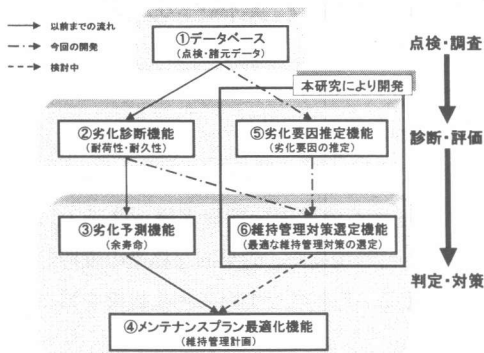 以前までの流れ
今回の開発
検討中
①データベース
(点検・諸元データ)
点検・調査
本研究により開発
②劣化診断機能
(耐荷性・耐久性)
⑤劣化要因推定機能
(劣化要因の推定)
診断・評価
③劣化予測機能
(余寿命)
⑥維持管理対策選定機能
(最適な維持管理対策の選定)
判定・対策
④メンテナンスプラン最適化機能
(維持管理計画)